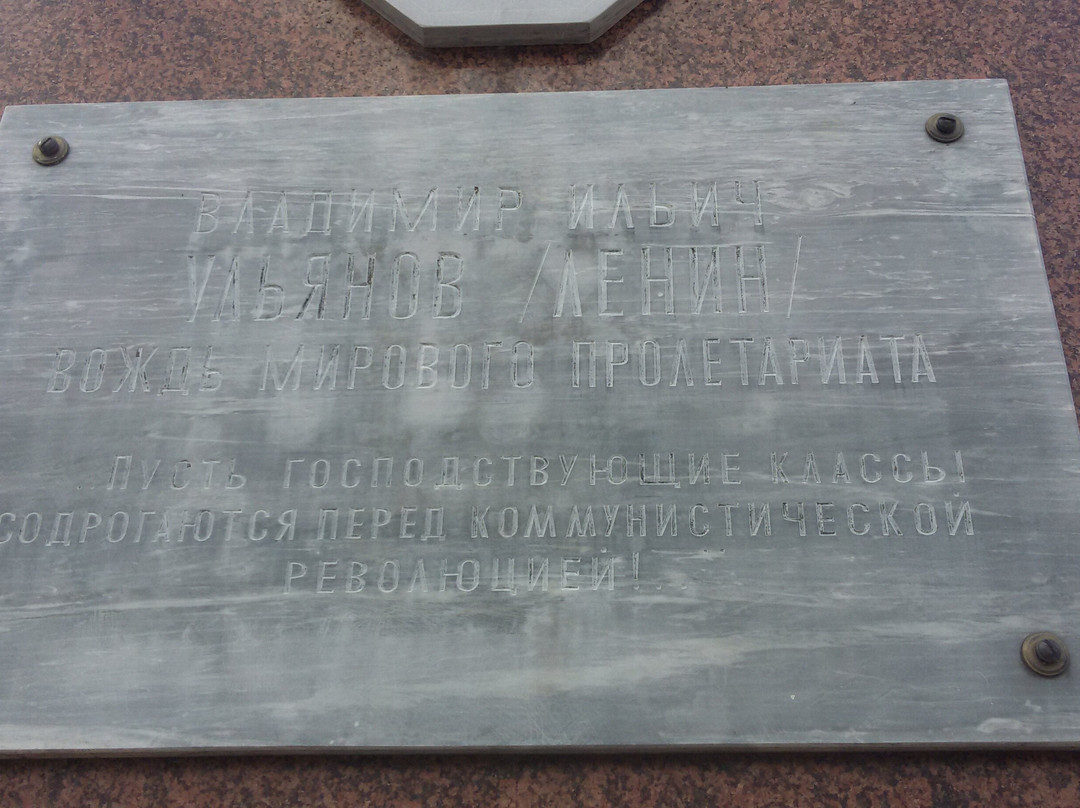 ВЛАДИМИР ИЛЬИЧ
УЛЬЯНОВ /ЛЕНИН/
ВОЖДЬ МИРОВОГО ПРОЛЕТАРИАТА
.ПУСТЬ ГОСПОДСТВУЮЩИЕ КЛАССЫ
СОДРОГАЮТСЯ ПЕРЕД КОММУНИСТИЧЕСКОЙ
РЕВОЛЮЦИЕЙ!..